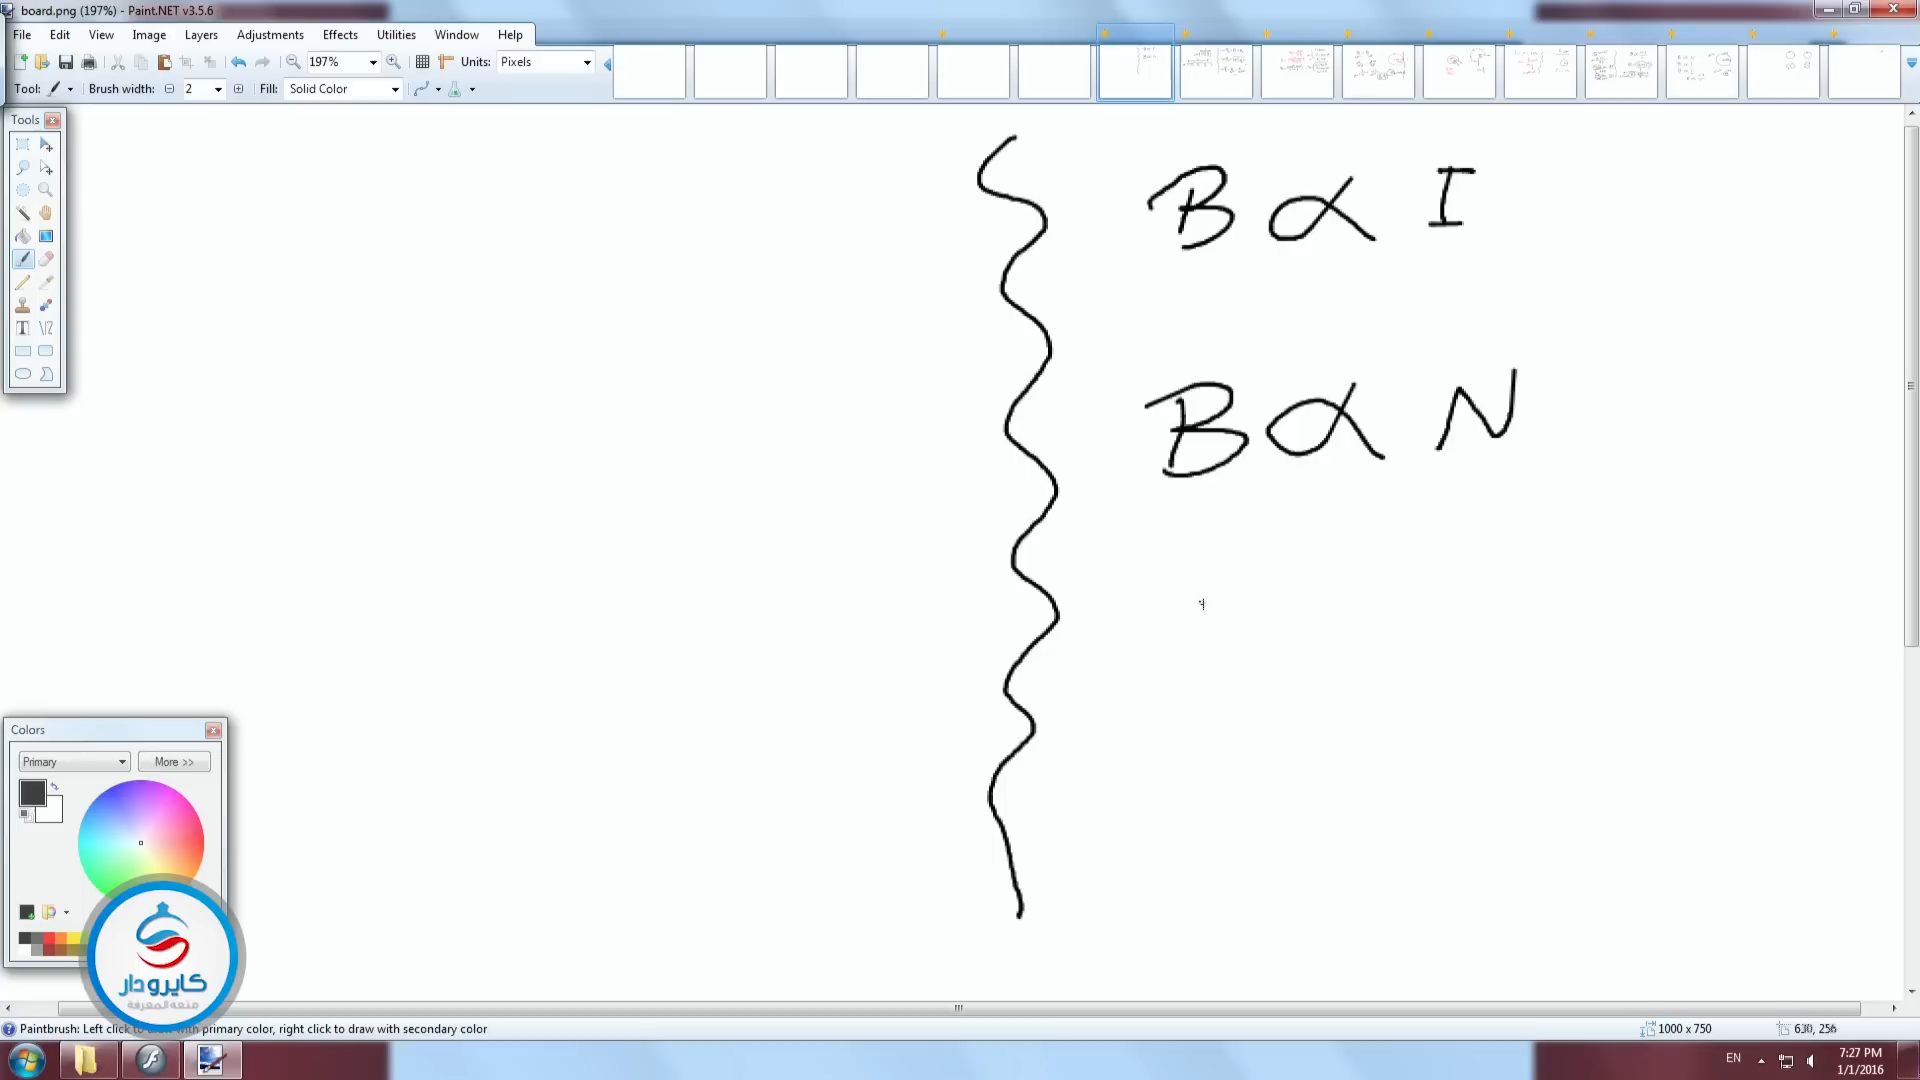 board.png (197%) - Paint.NET v3.5.6
File Edit View Image Layers Adjustments Effects Utilities Window Help
197% Units: Pixels
Tool: Brush width: 2 Fill: Solid Color
Tools
B α I
B α N
Colors
Primary More >>
كايرودار
متعة المعرفة
Paintbrush: Left click to draw with primary color, right click to draw with secondary color
1000 x 750 630, 256
EN 7:27 PM
1/1/2016